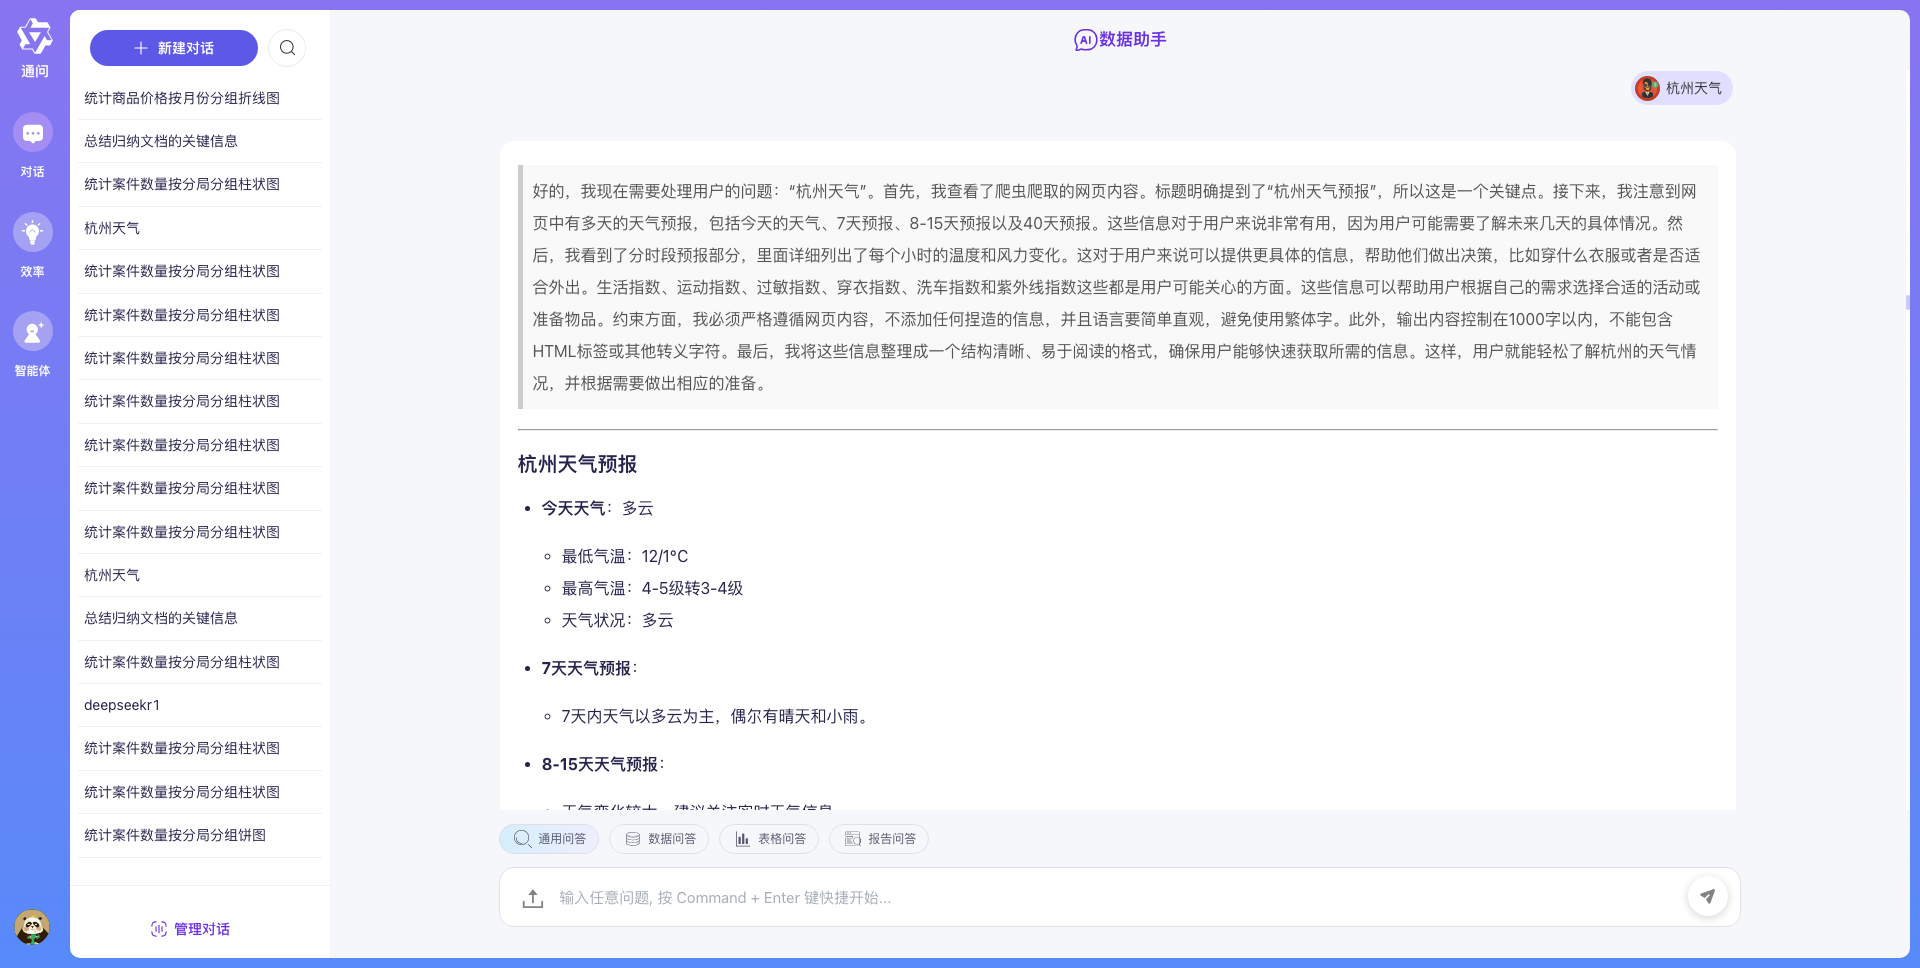 通问
对话
效率
智能体
新建对话
统计商品价格按月份分组折线图
总结归纳文档的关键信息
统计案件数量按分局分组柱状图
杭州天气
统计案件数量按分局分组柱状图
统计案件数量按分局分组柱状图
统计案件数量按分局分组柱状图
统计案件数量按分局分组柱状图
统计案件数量按分局分组柱状图
统计案件数量按分局分组柱状图
统计案件数量按分局分组柱状图
杭州天气
总结归纳文档的关键信息
统计案件数量按分局分组柱状图
deepseekr1
统计案件数量按分局分组柱状图
统计案件数量按分局分组柱状图
统计案件数量按分局分组饼图
管理对话
AI数据助手
杭州天气
好的，我现在需要处理用户的问题：“杭州天气”。首先，我查看了爬虫爬取的网页内容。标题明确提到了“杭州天气预报”，所以这是一个关键点。接下来，我注意到网
页中有多天的天气预报，包括今天的天气、7天预报、8-15天预报以及40天预报。这些信息对于用户来说非常有用，因为用户可能需要了解未来几天的具体情况。然
后，我看到了分时段预报部分，里面详细列出了每个小时的温度和风力变化。这对于用户来说可以提供更具体的信息，帮助他们做出决策，比如穿什么衣服或者是否适
合外出。生活指数、运动指数、过敏指数、穿衣指数、洗车指数和紫外线指数这些都是用户可能关心的方面。这些信息可以帮助用户根据自己的需求选择合适的活动或
准备物品。约束方面，我必须严格遵循网页内容，不添加任何捏造的信息，并且语言要简单直观，避免使用繁体字。此外，输出内容控制在1000字以内，不能包含
HTML标签或其他转义字符。最后，我将这些信息整理成一个结构清晰、易于阅读的格式，确保用户能够快速获取所需的信息。这样，用户就能轻松了解杭州的天气情
况，并根据需要做出相应的准备。
杭州天气预报
今天天气：多云
最低气温：12/1°C
最高气温：4-5级转3-4级
天气状况：多云
7天天气预报：
7天内天气以多云为主，偶尔有晴天和小雨。
8-15天天气预报：
天气变化较大，建议关注实时天气信息
通用问答
数据问答
表格问答
报告问答
输入任意问题, 按 Command + Enter 键快捷开始...